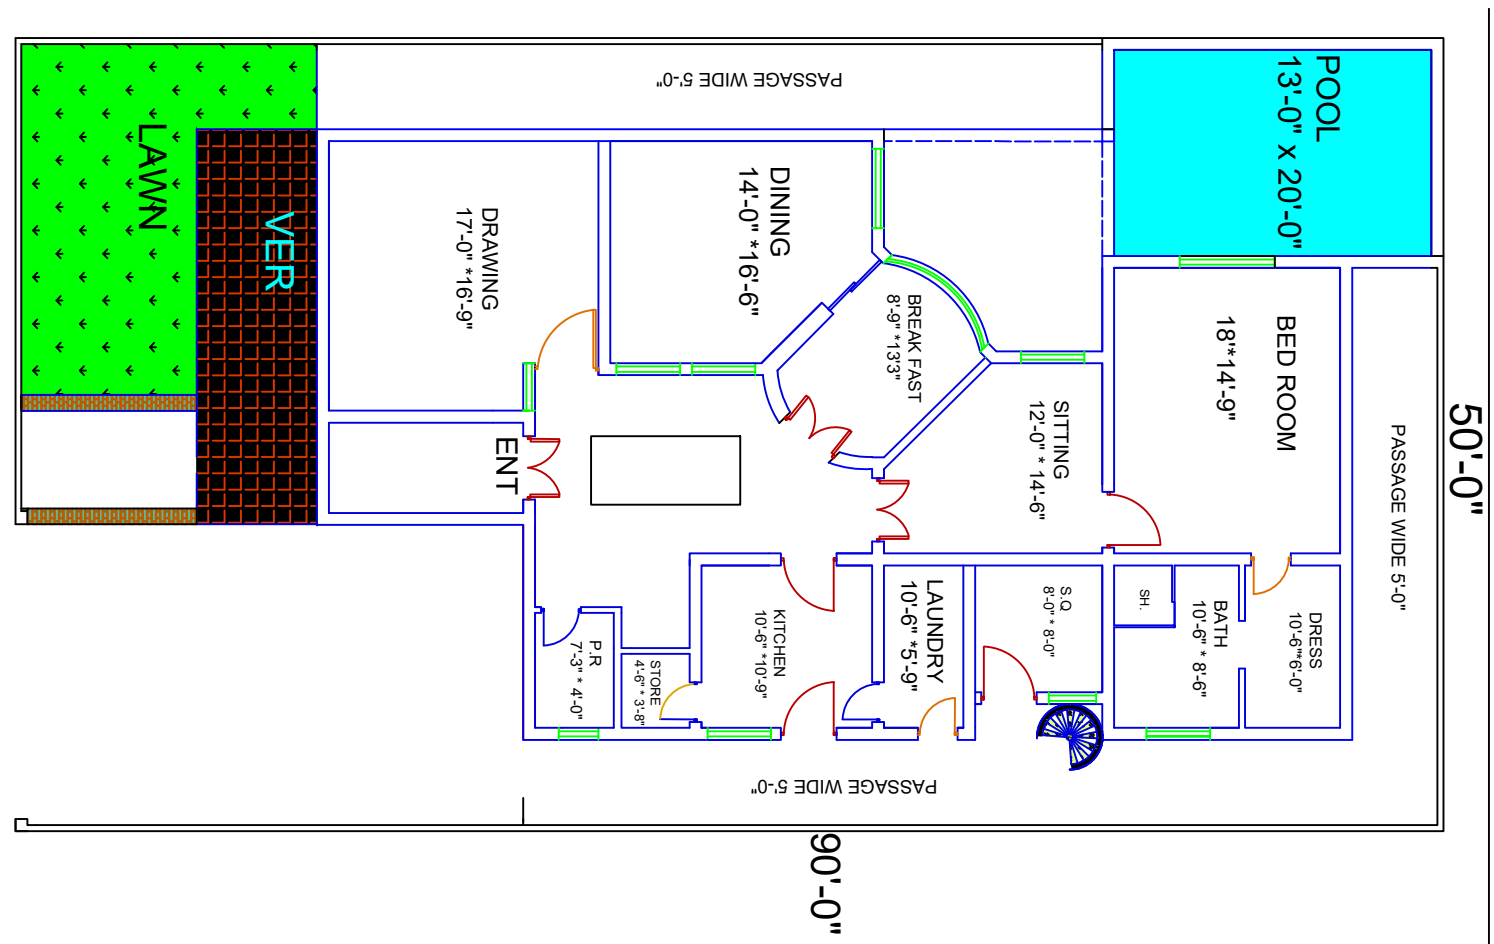 PASSAGE WIDE 5'-0"
POOL
13'-0" x 20'-0"
LAWN
VER
DRAWING
17'-0" *16'-9"
DINING
14'-0" *16'-6"
BREAK FAST
8'-9" *13'3"
SITTING
12'-0" * 14'-6"
BED ROOM
18'*14'-9"
PASSAGE WIDE 5'-0"
50'-0"
ENT
P.R
7'-3" * 4'-0"
STORE
4'-6" * 3'-8"
KITCHEN
10'-6" *10'-9"
LAUNDRY
10'-6" *5'-9"
S.Q
8'-0" * 8'-0"
SH.
BATH
10'-6" * 8'-6"
DRESS
10'-6"*6'-0"
PASSAGE WIDE 5'-0"
90'-0"